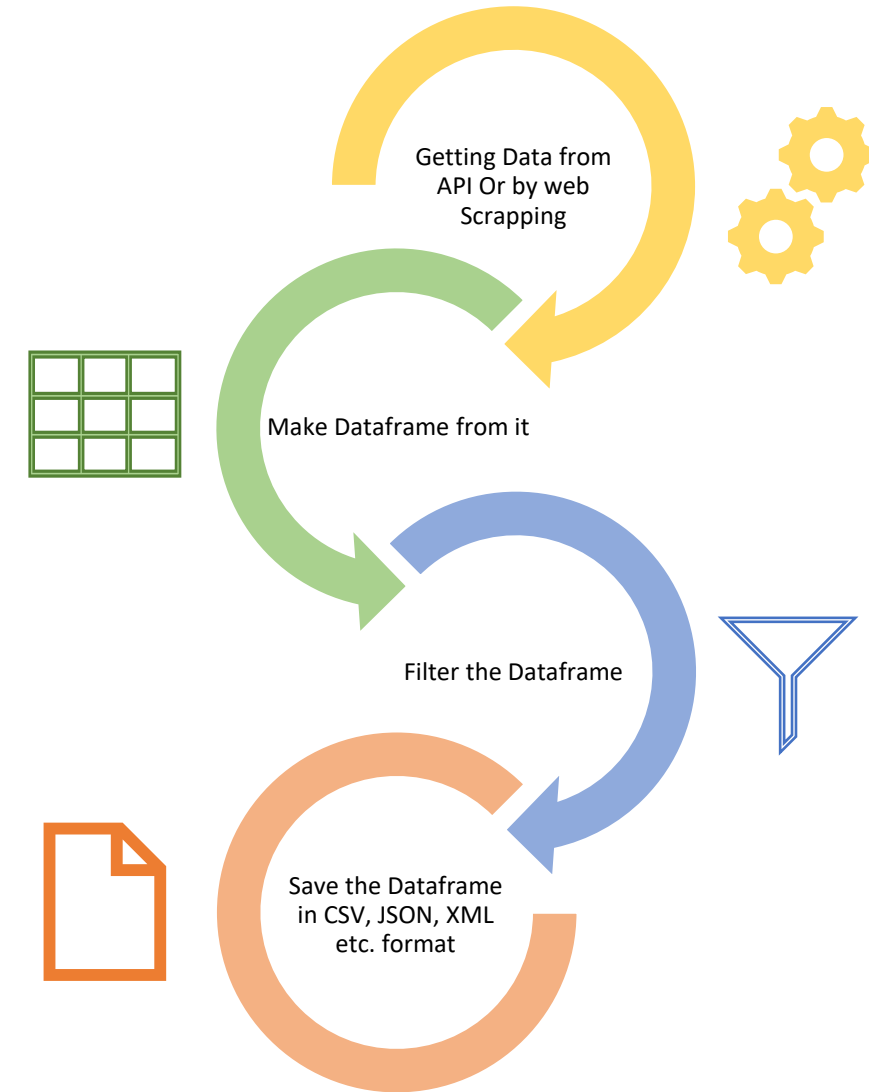 Getting Data from
API Or by web
Scrapping
Make Dataframe from it
Filter the Dataframe
Save the Dataframe
in CSV, JSON, XML
etc. format